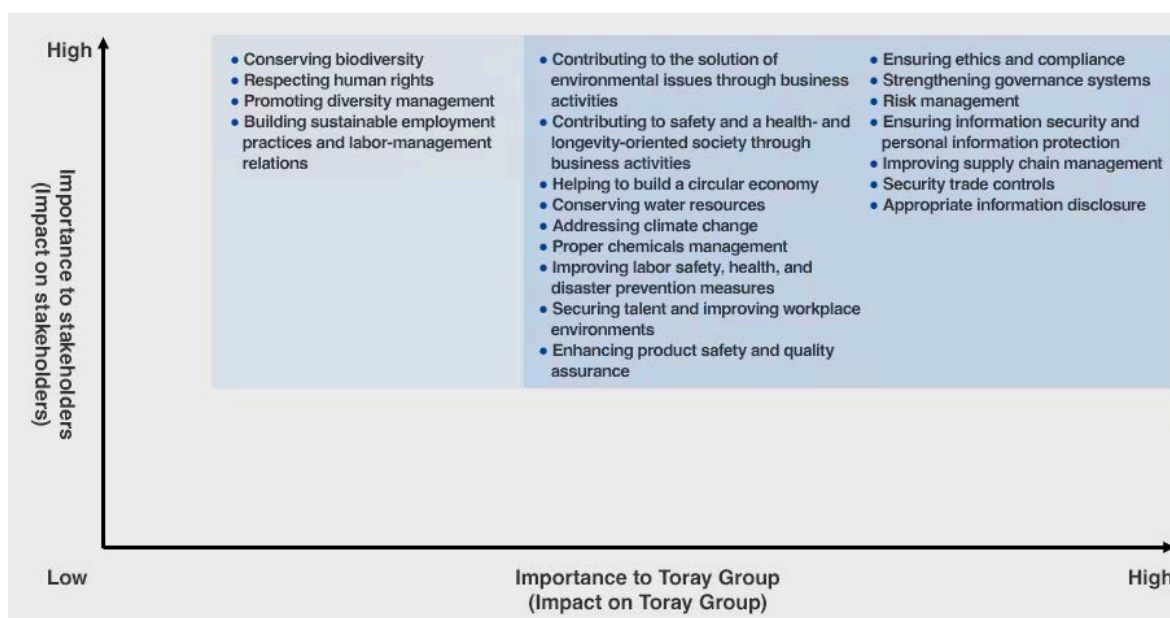 High
Importance to stakeholders
(Impact on stakeholders)
• Conserving biodiversity
• Respecting human rights
• Promoting diversity management
• Building sustainable employment
practices and labor-management
relations
• Contributing to the solution of
environmental issues through business
activities
• Contributing to safety and a health- and
longevity-oriented society through
business activities
• Helping to build a circular economy
• Conserving water resources
• Addressing climate change
• Proper chemicals management
• Improving labor safety, health, and
disaster prevention measures
• Securing talent and improving workplace
environments
• Enhancing product safety and quality
assurance
• Ensuring ethics and compliance
• Strengthening governance systems
• Risk management
• Ensuring information security and
personal information protection
• Improving supply chain management
• Security trade controls
• Appropriate information disclosure
Low
Importance to Toray Group
(Impact on Toray Group)
High